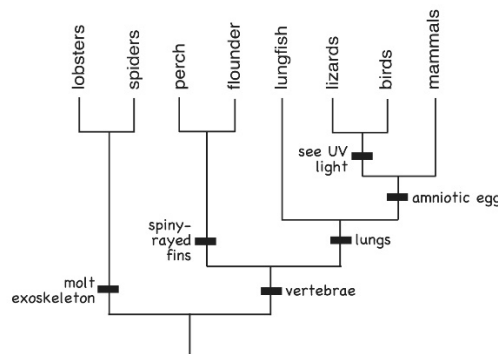 lobsters
spiders
perch
flounder
lungfish
lizards
birds
mammals
see UV
light
amniotic egg
spiny-
rayed
fins
lungs
molt
exoskeleton
vertebrae